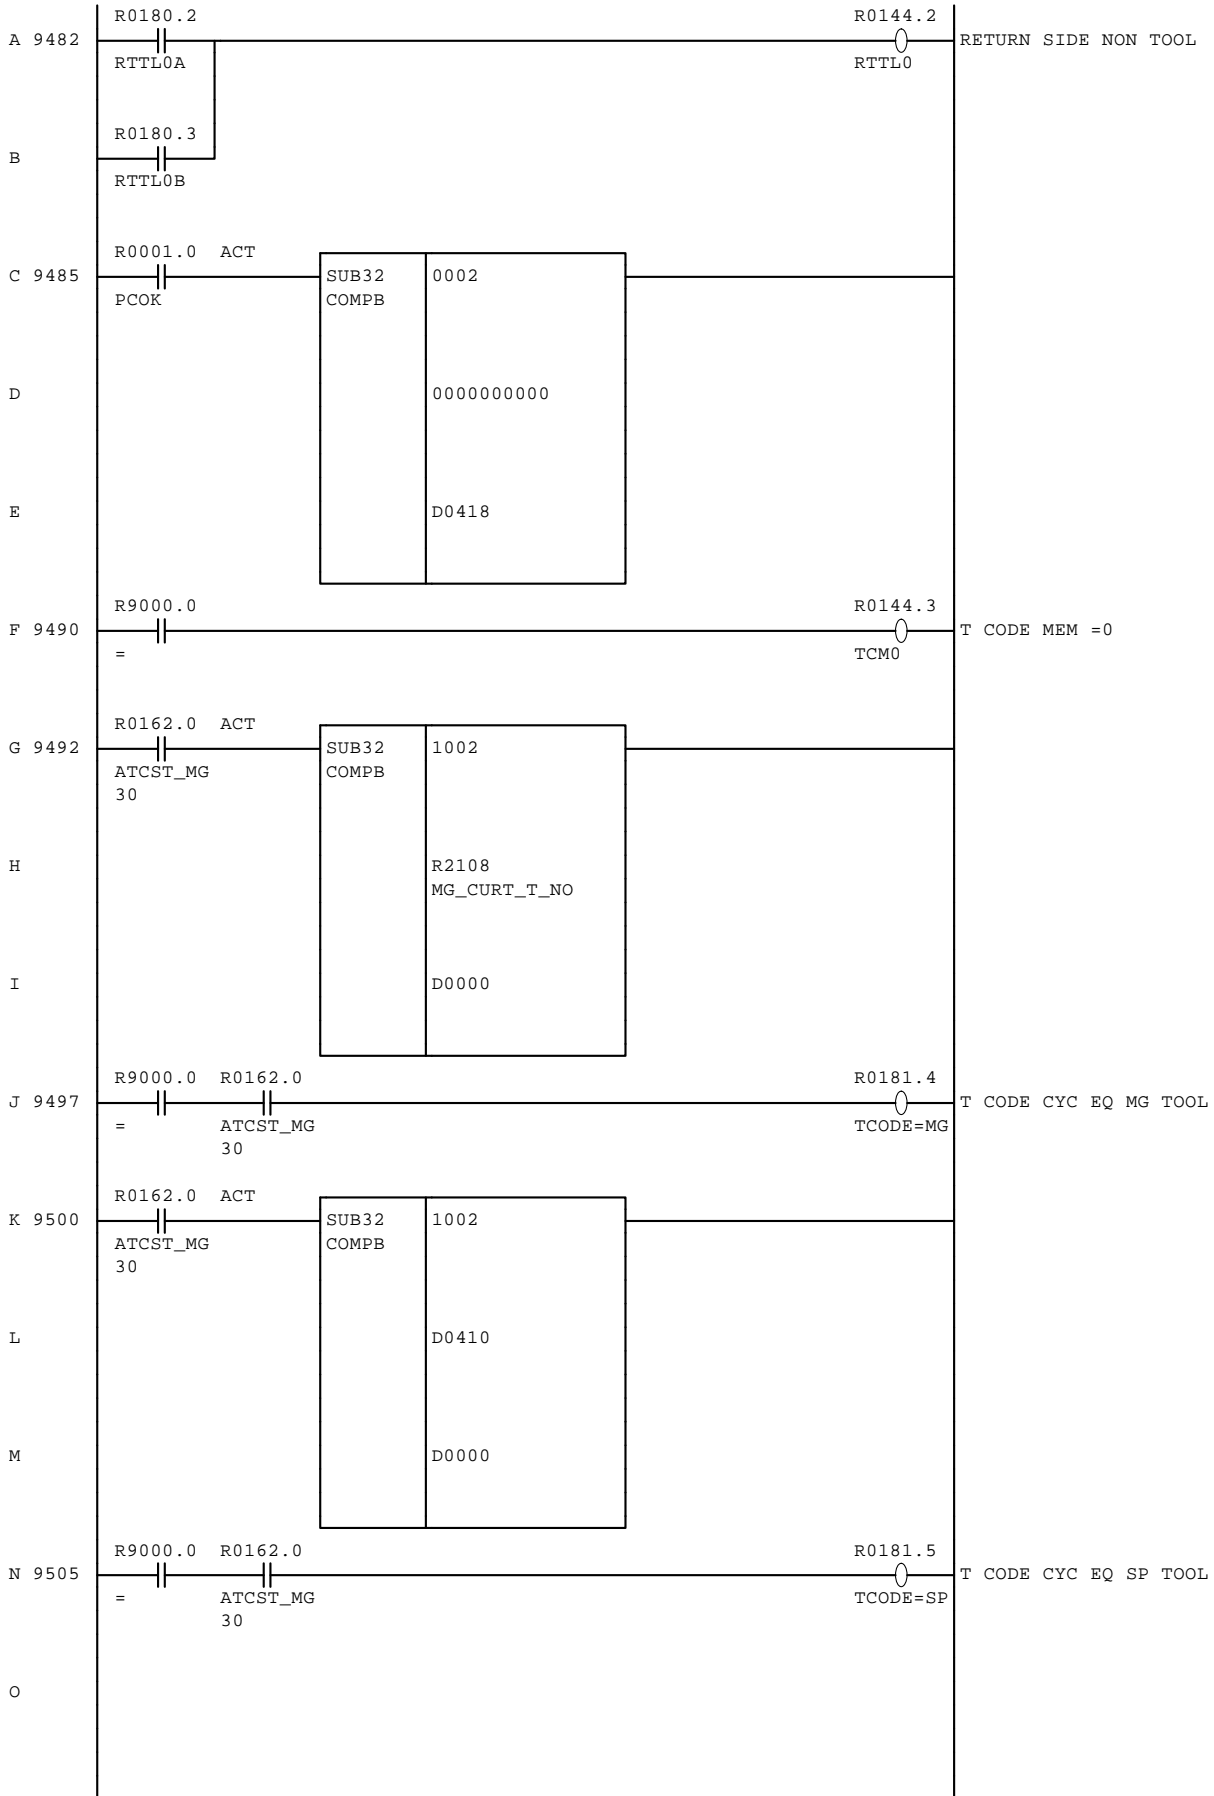 R0180.2 R0144.2
A 9482 RETURN SIDE NON TOOL
RTTL0A RTTL0
R0180.3
B
RTTL0B
R0001.0 ACT
C 9485 SUB32 0002
PCOK COMPB
D 0000000000
E D0418
R9000.0 R0144.3
F 9490 T CODE MEM =0
= TCM0
R0162.0 ACT
G 9492 SUB32 1002
ATCST_MG COMPB
30
H R2108
MG_CURT_T_NO
I D0000
R9000.0 R0162.0 R0181.4
J 9497 T CODE CYC EQ MG TOOL
= ATCST_MG TCODE=MG
30
R0162.0 ACT
K 9500 SUB32 1002
ATCST_MG COMPB
30
L D0410
M D0000
R9000.0 R0162.0 R0181.5
N 9505 T CODE CYC EQ SP TOOL
= ATCST_MG TCODE=SP
30
O